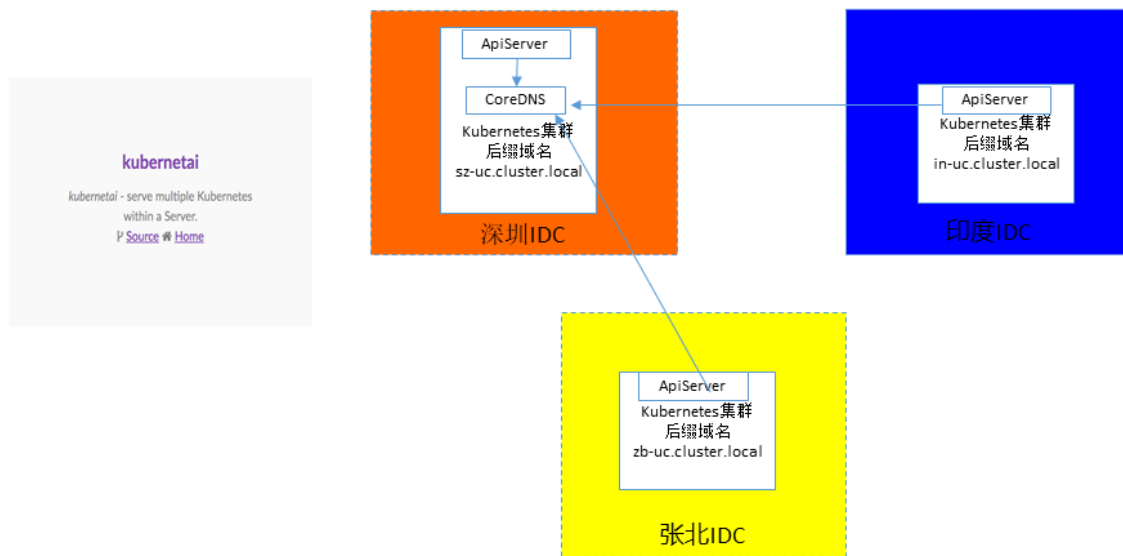 kubernetai
kubernetai - serve multiple Kubernetes
within a Server.
Source Home
ApiServer
CoreDNS
Kubernetes集群
后缀域名
sz-uc.cluster.local
深圳IDC
ApiServer
Kubernetes集群
后缀域名
in-uc.cluster.local
印度IDC
ApiServer
Kubernetes集群
后缀域名
zb-uc.cluster.local
张北IDC